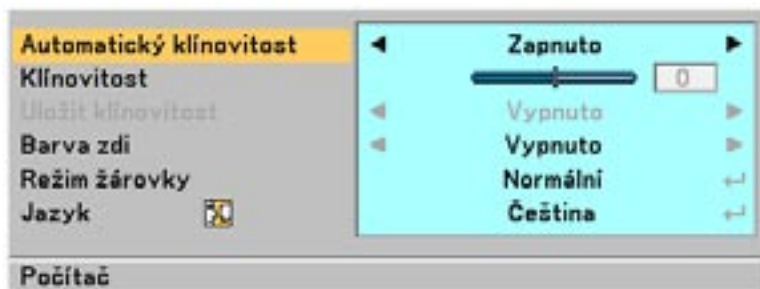 Automatický klínovitost Zapnuto
Klínovitost 0
Uložit klínovitost Vypnuto
Barva zdi Vypnuto
Režim žárovky Normální
Jazyk Čeština
Počítač